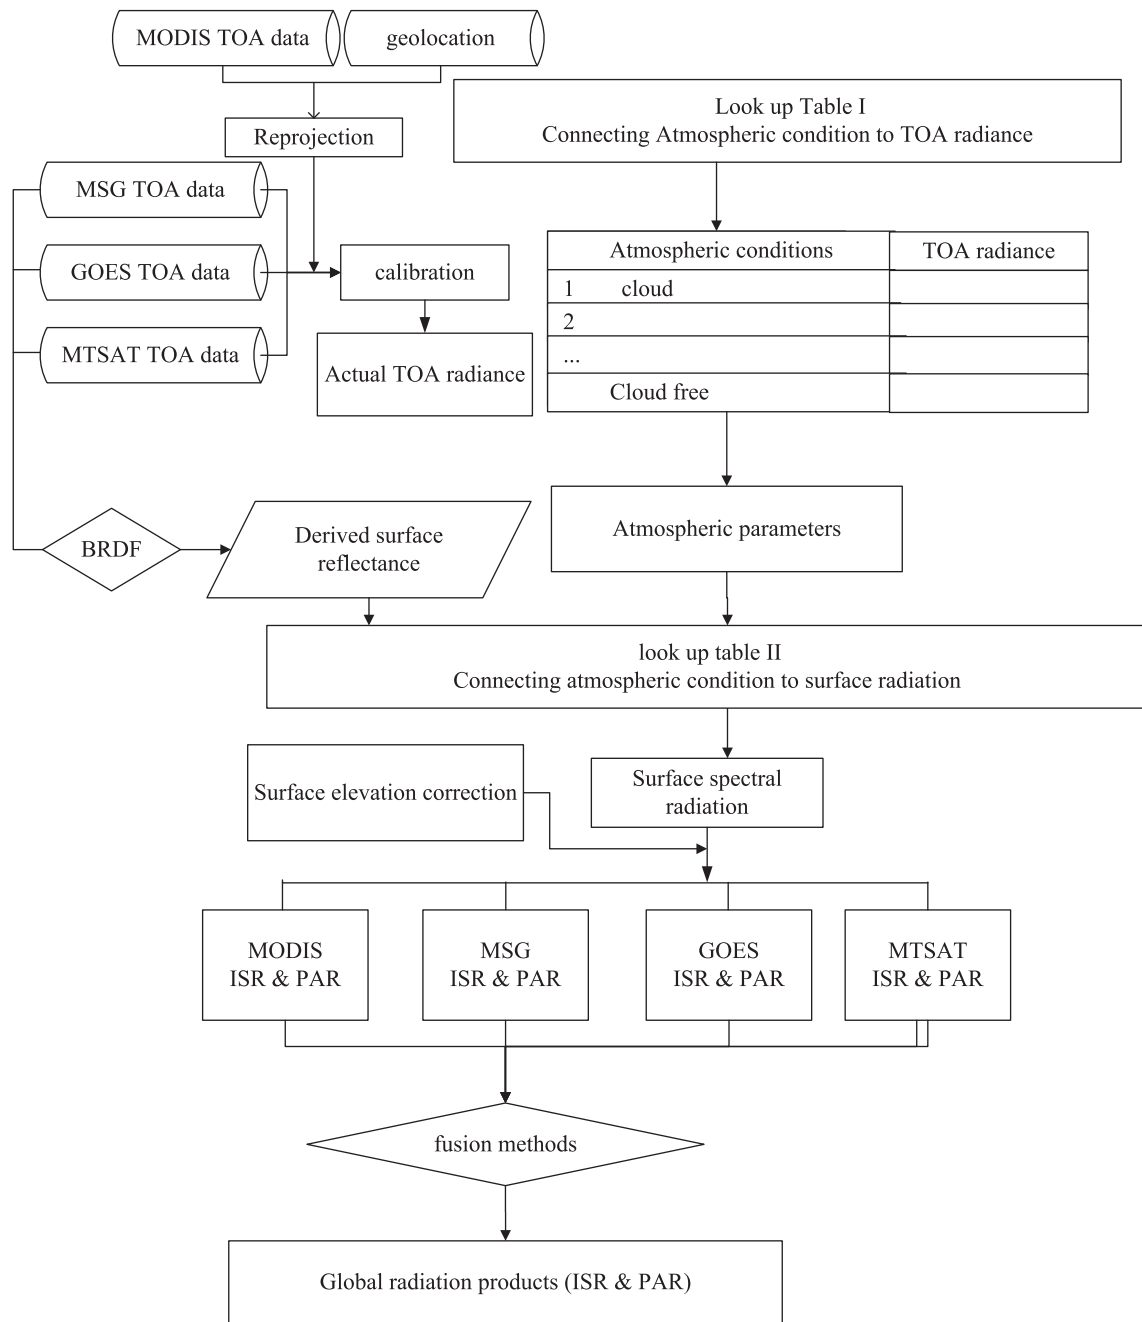 MODIS TOA data
geolocation
Reprojection
Look up Table I
Connecting Atmospheric condition to TOA radiance
MSG TOA data
GOES TOA data
MTSAT TOA data
calibration
Actual TOA radiance
Atmospheric conditions TOA radiance
1 cloud
2
...
Cloud free
Atmospheric parameters
BRDF
Derived surface
reflectance
look up table II
Connecting atmospheric condition to surface radiation
Surface elevation correction
Surface spectral
radiation
MODIS
ISR & PAR
MSG
ISR & PAR
GOES
ISR & PAR
MTSAT
ISR & PAR
fusion methods
Global radiation products (ISR & PAR)